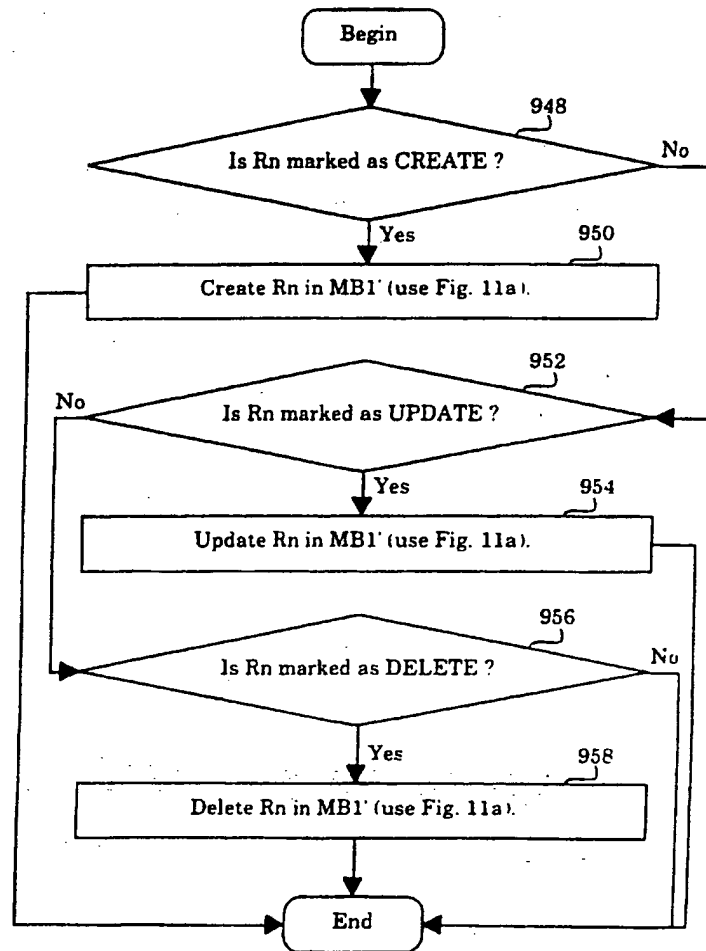 Begin
948
Is Rn marked as CREATE ?
No
Yes
950
Create Rn in MB1' (use Fig. 11a).
952
No
Is Rn marked as UPDATE ?
Yes
954
Update Rn in MB1' (use Fig. 11a).
956
Is Rn marked as DELETE ?
No
Yes
958
Delete Rn in MB1' (use Fig. 11a).
End